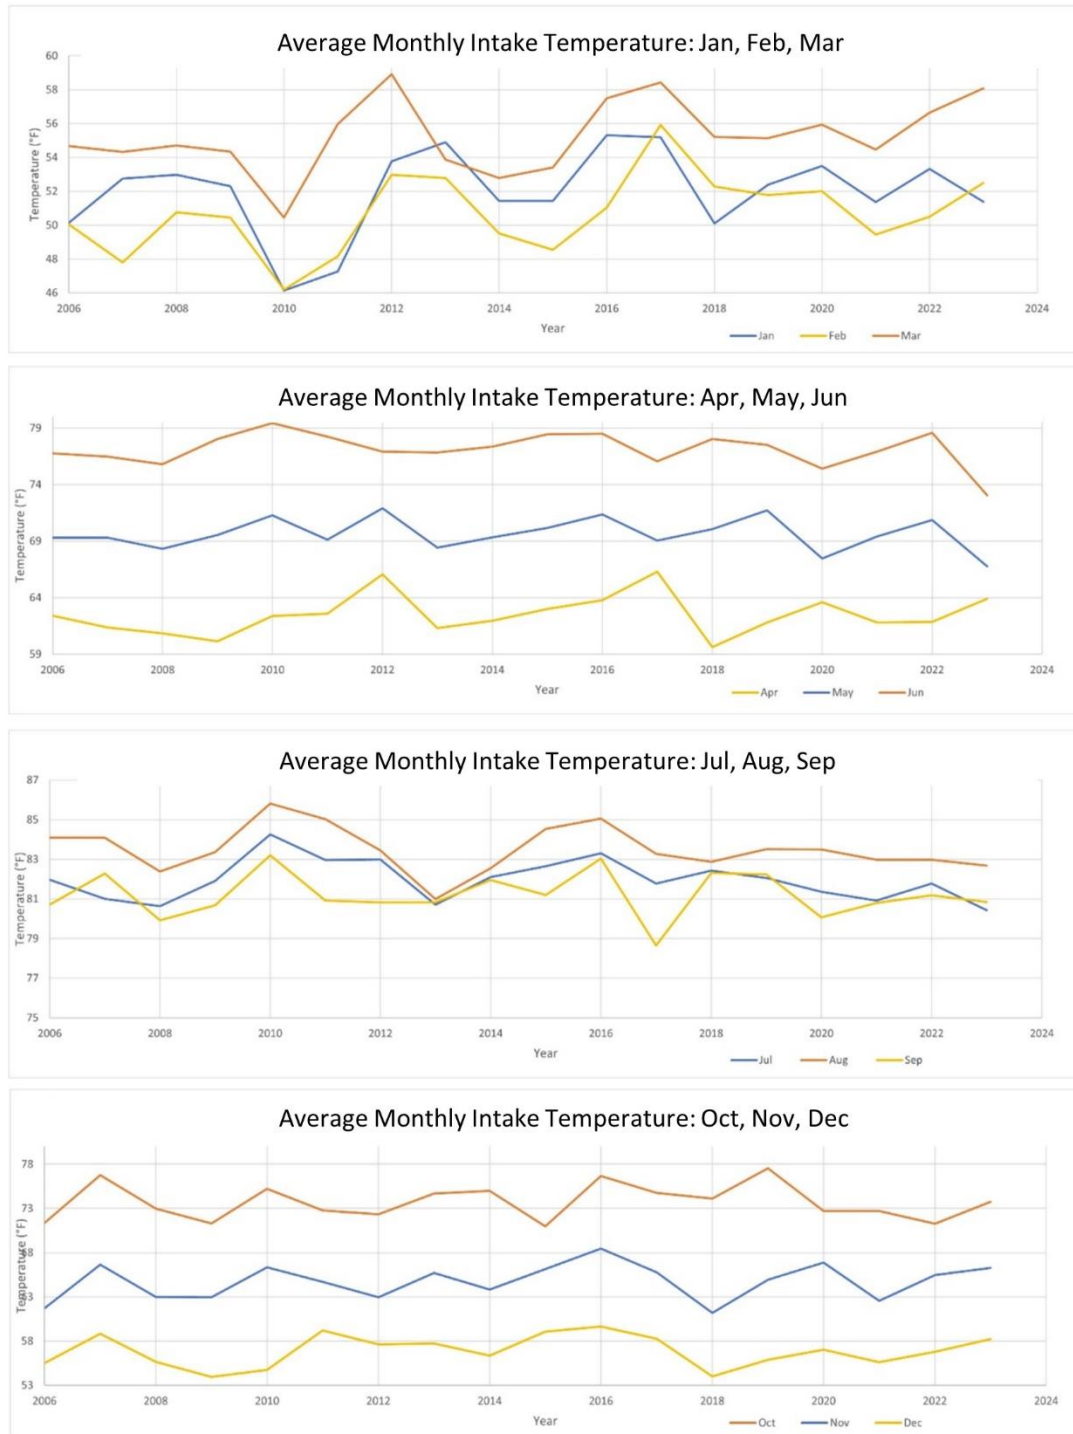 Average Monthly Intake Temperature: Jan, Feb, Mar
60
58
56
54
52
50
48
46
Temperature (°F)
2006 2008 2010 2012 2014 2016 2018 2020 2022 2024
Year
Jan Feb Mar
Average Monthly Intake Temperature: Apr, May, Jun
79
74
69
64
59
Temperature (°F)
2006 2008 2010 2012 2014 2016 2018 2020 2022 2024
Year
Apr May Jun
Average Monthly Intake Temperature: Jul, Aug, Sep
87
85
83
81
79
77
75
Temperature (°F)
2006 2008 2010 2012 2014 2016 2018 2020 2022 2024
Year
Jul Aug Sep
Average Monthly Intake Temperature: Oct, Nov, Dec
78
73
68
63
58
53
Temperature (°F)
2006 2008 2010 2012 2014 2016 2018 2020 2022 2024
Year
Oct Nov Dec